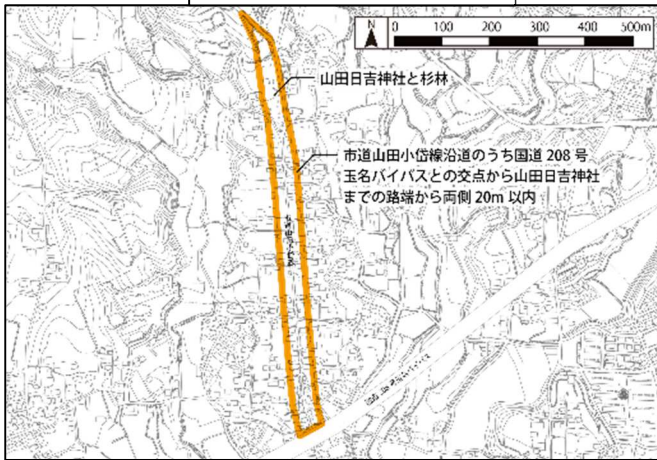 N
0 100 200 300 400 500m
山田日吉神社と杉林
市道山田小岱線沿道のうち国道 208 号
玉名バイパスとの交点から山田日吉神社
までの路端から両側 20m 以内